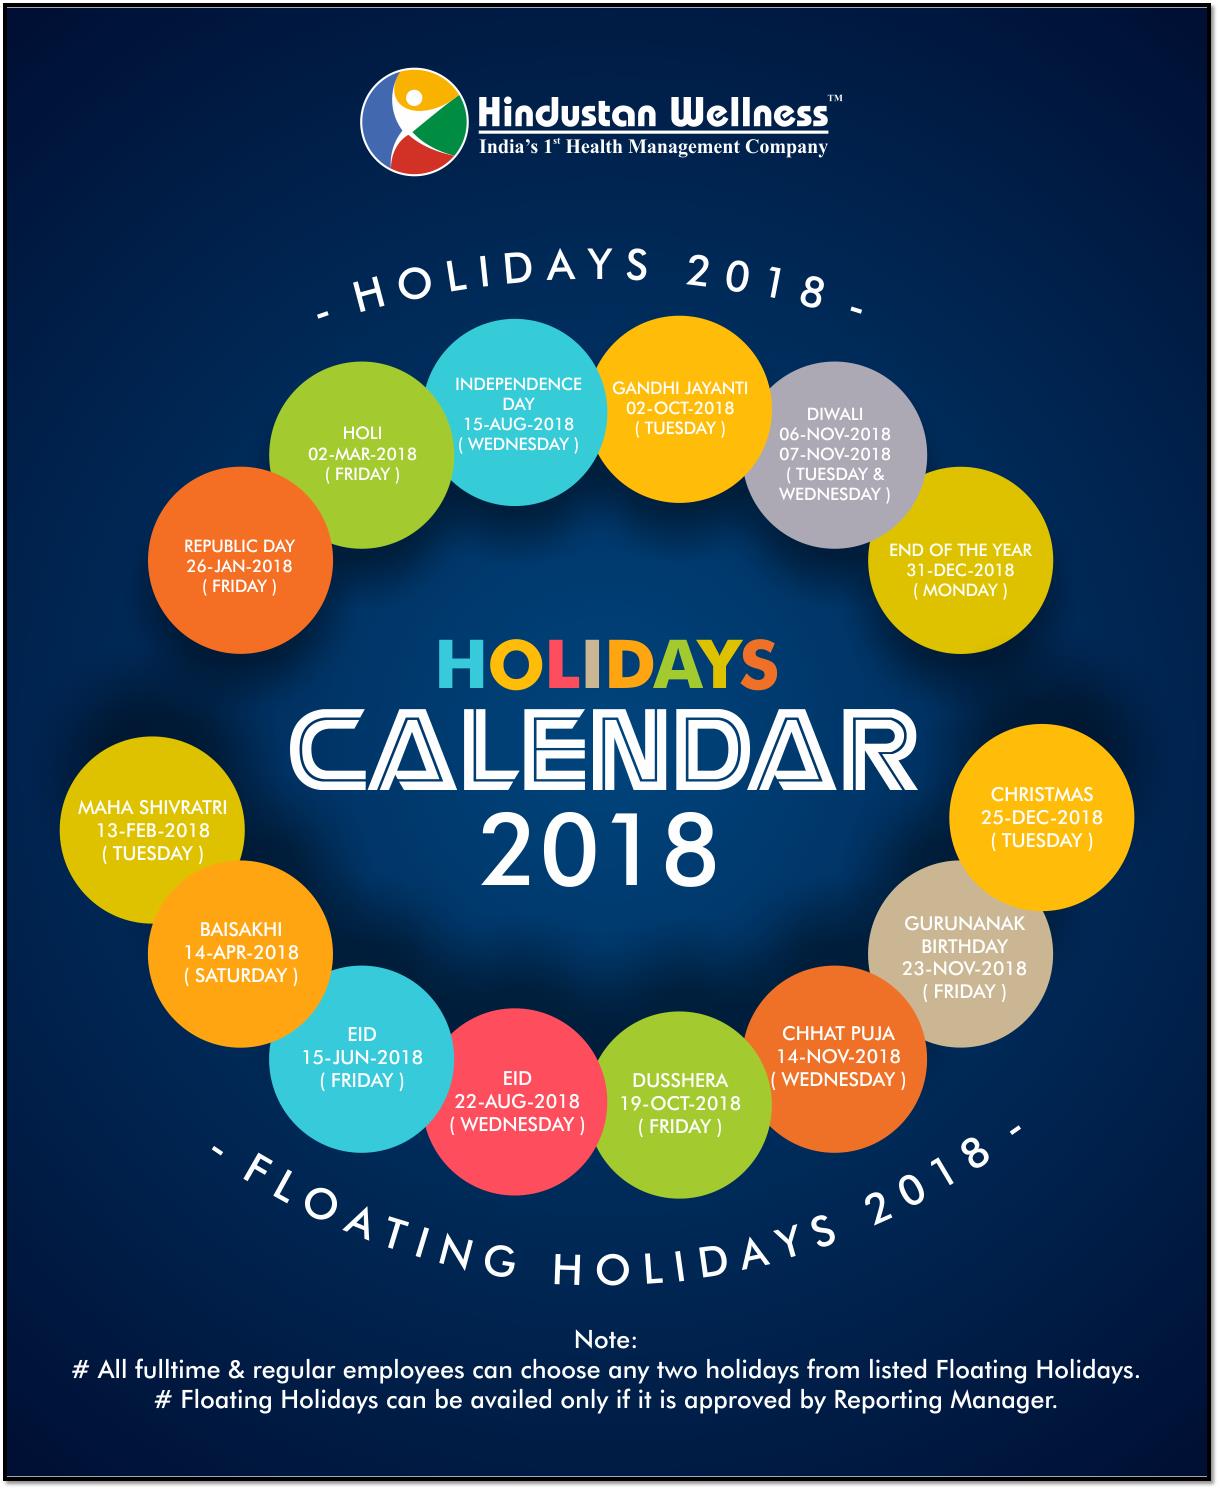 Hindustan Wellness™
India's 1st Health Management Company
- HOLIDAYS 2018 -
REPUBLIC DAY
26-JAN-2018
( FRIDAY )
HOLI
02-MAR-2018
( FRIDAY )
INDEPENDENCE
DAY
15-AUG-2018
( WEDNESDAY )
GANDHI JAYANTI
02-OCT-2018
( TUESDAY )
DIWALI
06-NOV-2018
07-NOV-2018
( TUESDAY &
WEDNESDAY )
END OF THE YEAR
31-DEC-2018
( MONDAY )
HOLIDAYS
CALENDAR
2018
MAHA SHIVRATRI
13-FEB-2018
( TUESDAY )
BAISAKHI
14-APR-2018
( SATURDAY )
EID
15-JUN-2018
( FRIDAY )
EID
22-AUG-2018
( WEDNESDAY )
DUSSHERA
19-OCT-2018
( FRIDAY )
CHHAT PUJA
14-NOV-2018
( WEDNESDAY )
GURUNANAK
BIRTHDAY
23-NOV-2018
( FRIDAY )
CHRISTMAS
25-DEC-2018
( TUESDAY )
- FLOATING HOLIDAYS 2018 -
Note:
# All fulltime & regular employees can choose any two holidays from listed Floating Holidays.
# Floating Holidays can be availed only if it is approved by Reporting Manager.